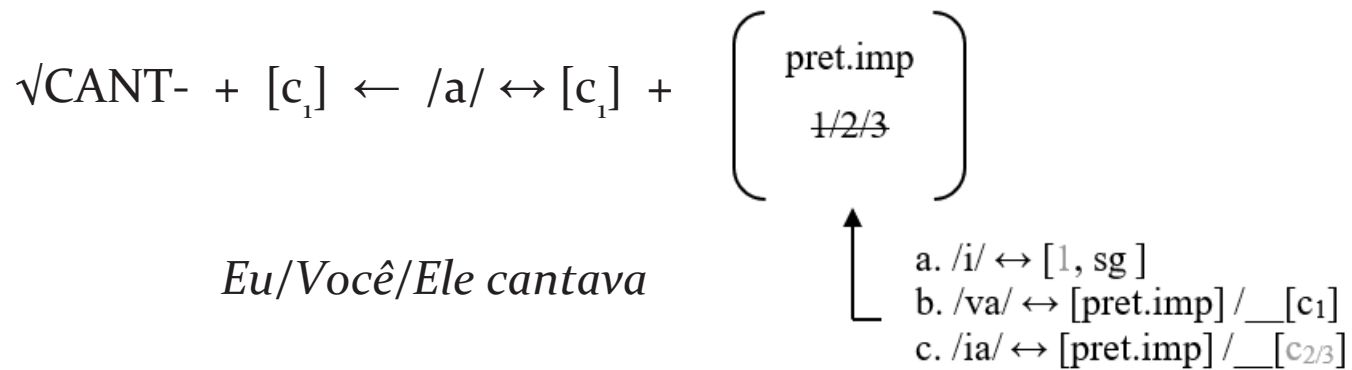 pret.imp
√CANT- + [c₁] ← /a/ ↔ [c₁] +
1/2/3
a. /i/ ↔ [1, sg ]
Eu/Você/Ele cantava
b. /va/ ↔ [pret.imp] /__[c₁]
c. /ia/ ↔ [pret.imp] /__[c₂/₃]